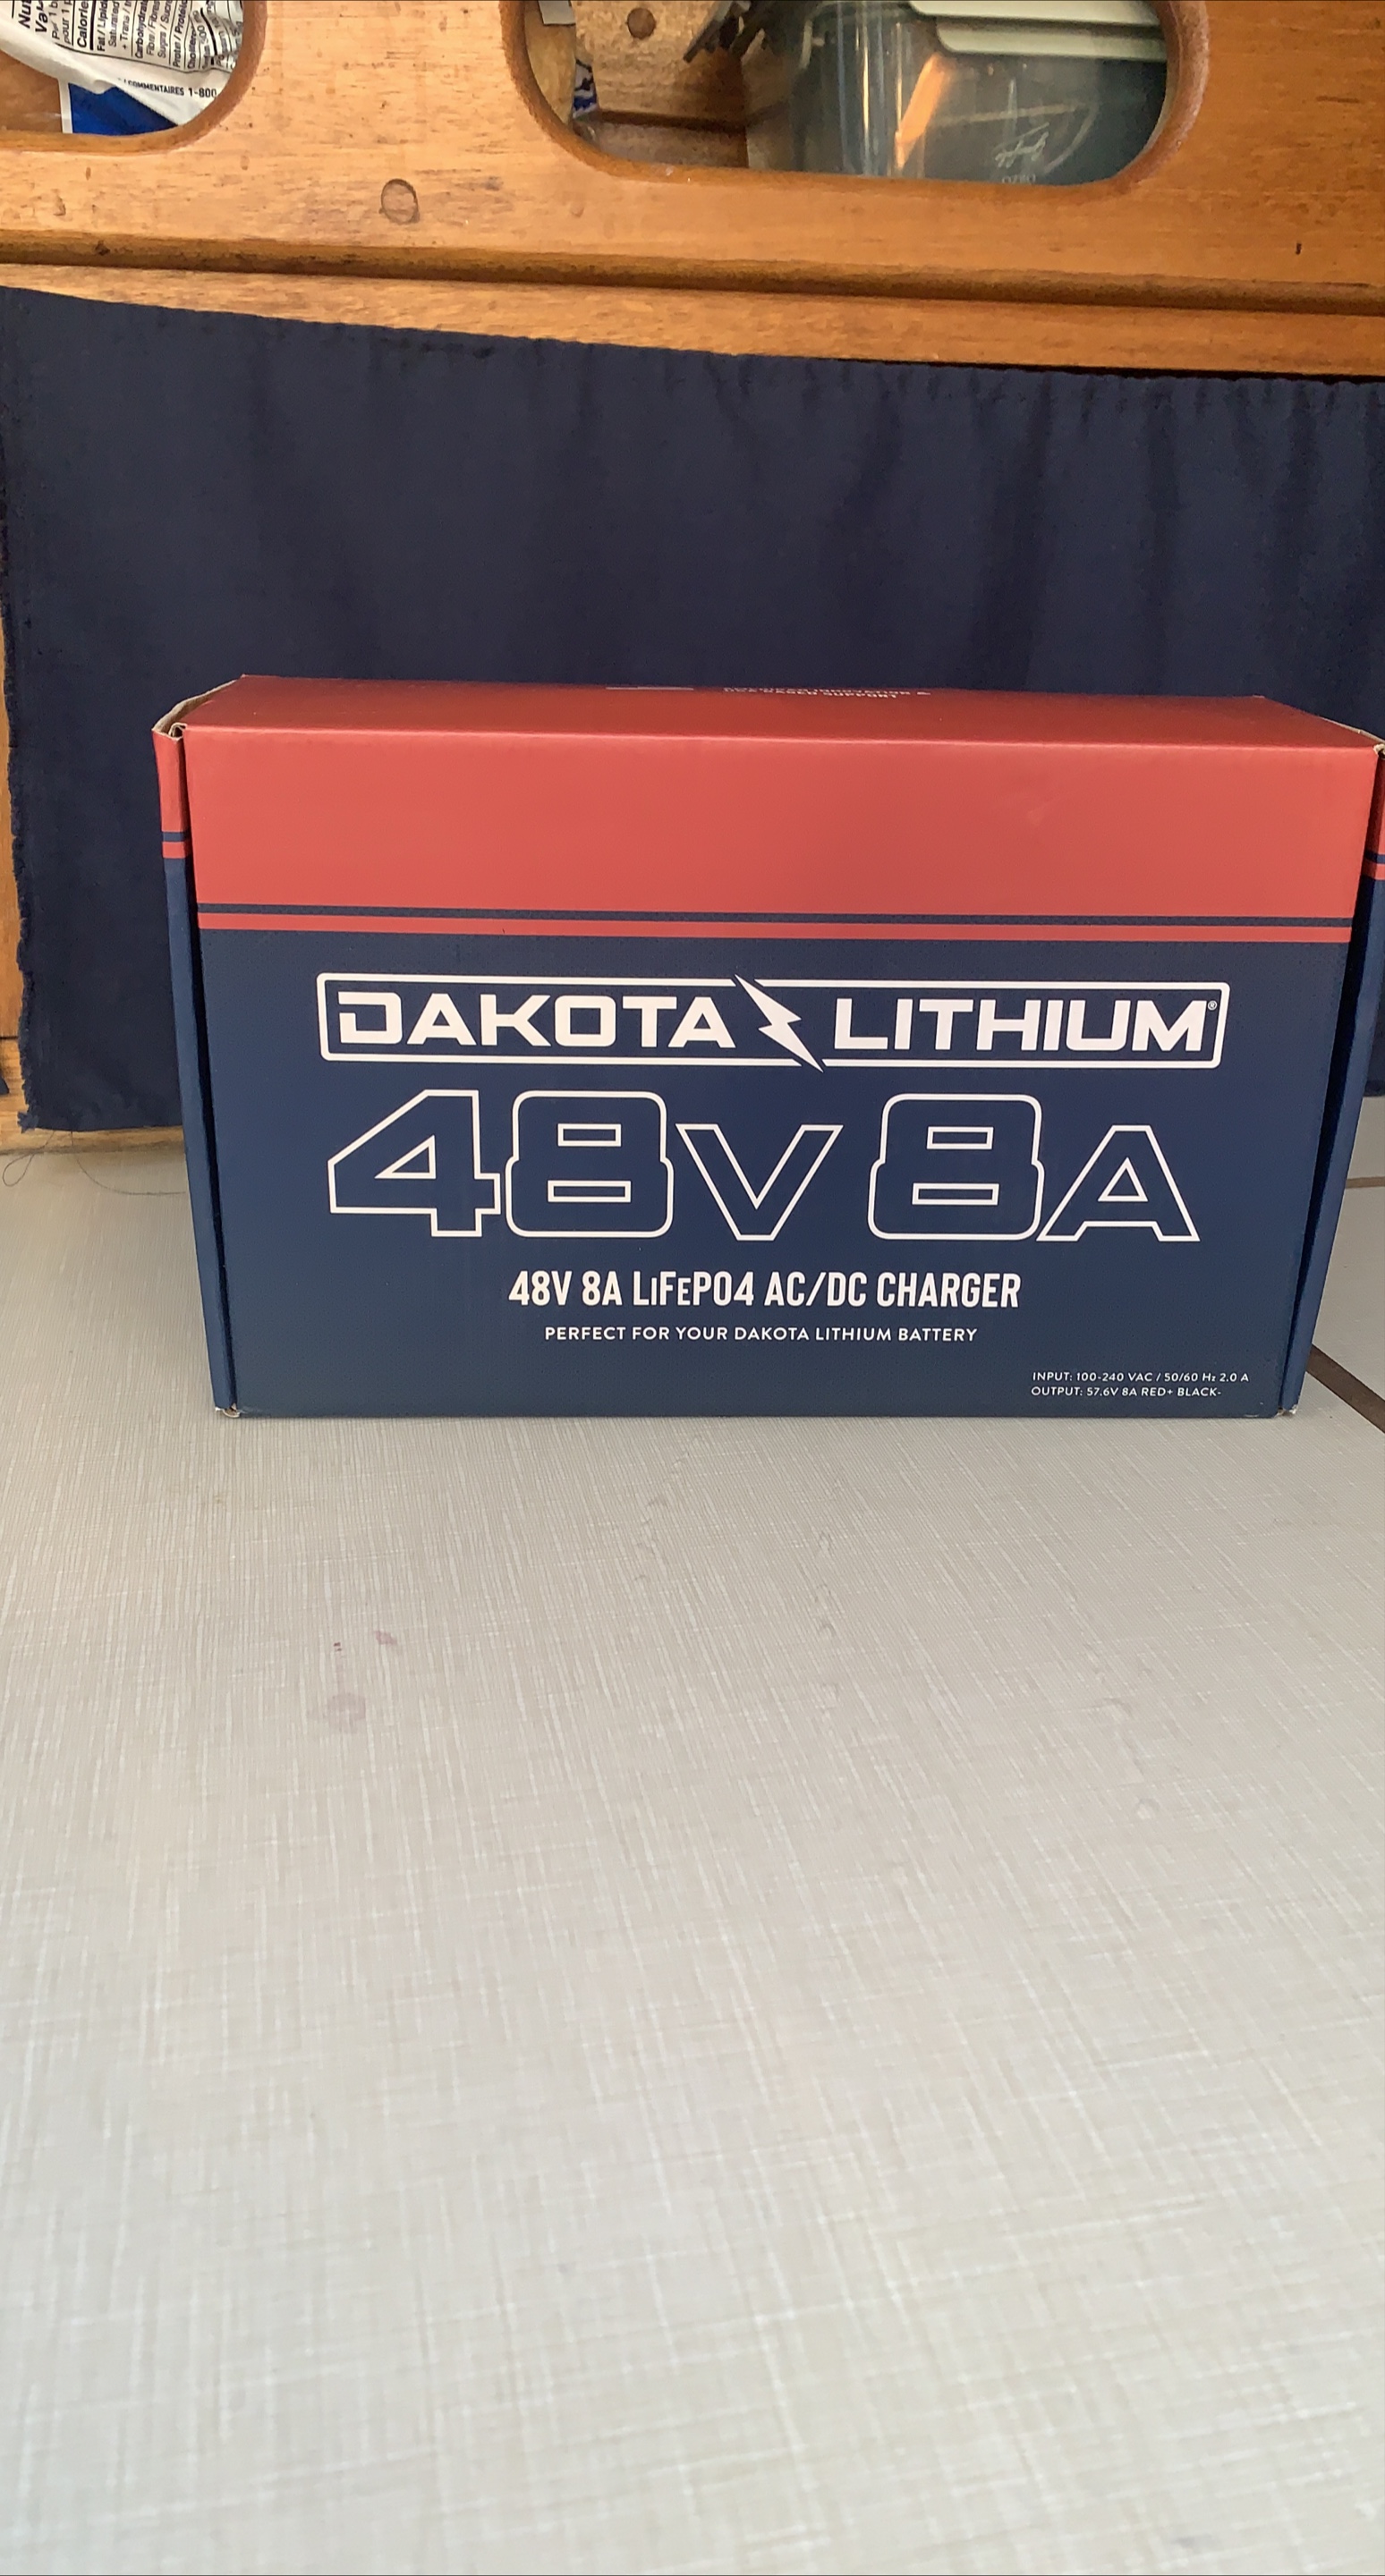 Calorie
COMMENTAIRES 1-800
DAKOTA LITHIUM®
48V 8A
48V 8A LiFePO4 AC/DC CHARGER
PERFECT FOR YOUR DAKOTA LITHIUM BATTERY
INPUT: 100-240 VAC / 50/60 Hz 2.0 A
OUTPUT: 57.6V 8A RED+ BLACK-